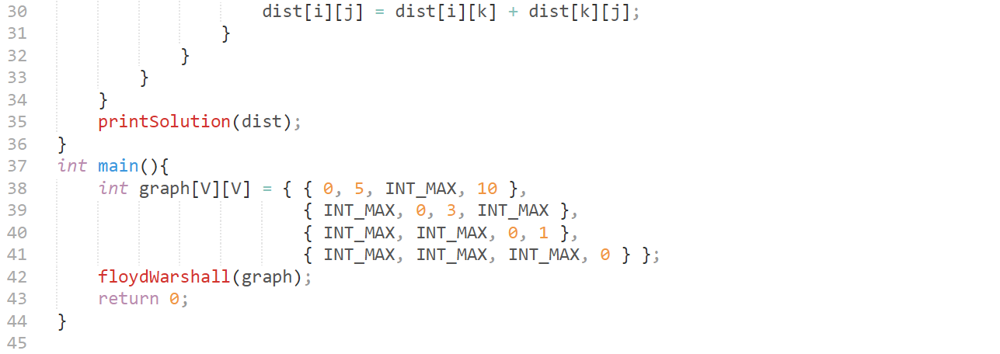 30 dist[i][j] = dist[i][k] + dist[k][j];
31 }
32 }
33 }
34 }
35 printSolution(dist);
36 }
37 int main(){
38 int graph[V][V] = { { 0, 5, INT_MAX, 10 },
39 { INT_MAX, 0, 3, INT_MAX },
40 { INT_MAX, INT_MAX, 0, 1 },
41 { INT_MAX, INT_MAX, INT_MAX, 0 } };
42 floydWarshall(graph);
43 return 0;
44 }
45